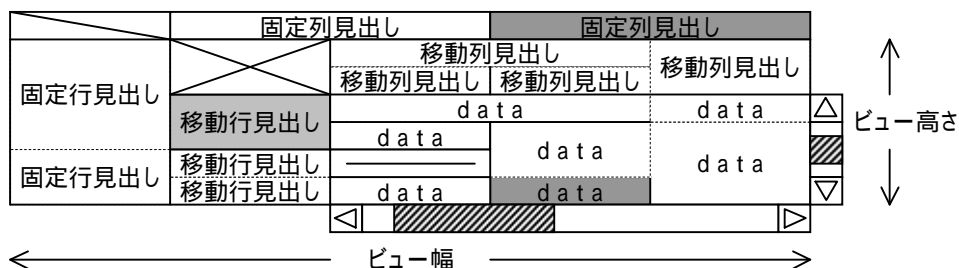 固定列見出し 固定列見出し
移動列見出し
移動列見出し 移動列見出し 移動列見出し
固定行見出し
移動行見出し data data
ビュー高さ
data data data
固定行見出し 移動行見出し
移動行見出し data data
ビュー幅